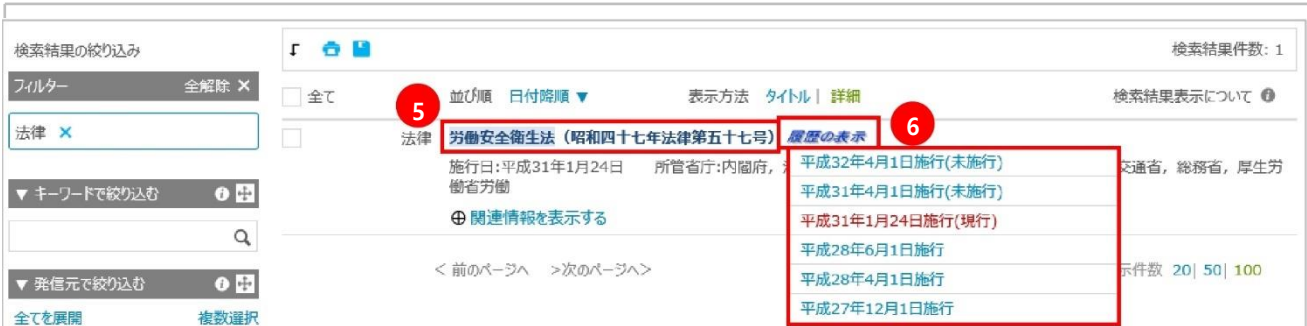 検索結果の絞り込み
検索結果件数: 1
フィルター 全解除 ×
全て
並び順 日付降順 ▼ 表示方法 タイトル | 詳細 検索結果表示について
法律 ×
5
6
法律 労働安全衛生法（昭和四十七年法律第五十七号） 履歴の表示
施行日:平成31年1月24日 所管省庁:内閣府, 交通省, 総務省, 厚生労
働省労働
⊕ 関連情報を表示する
平成32年4月1日施行(未施行)
平成31年4月1日施行(未施行)
平成31年1月24日施行(現行)
平成28年6月1日施行
平成28年4月1日施行
平成27年12月1日施行
▼ キーワードで絞り込む
< 前のページへ >次のページへ>
示件数 20| 50| 100
▼ 発信元で絞り込む
全てを展開 複数選択